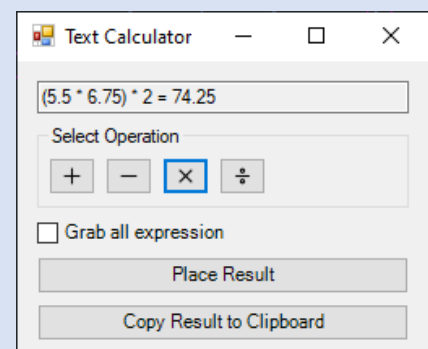 Text Calculator
(5.5 * 6.75) * 2 = 74.25
Select Operation
+ − × ÷
Grab all expression
Place Result
Copy Result to Clipboard